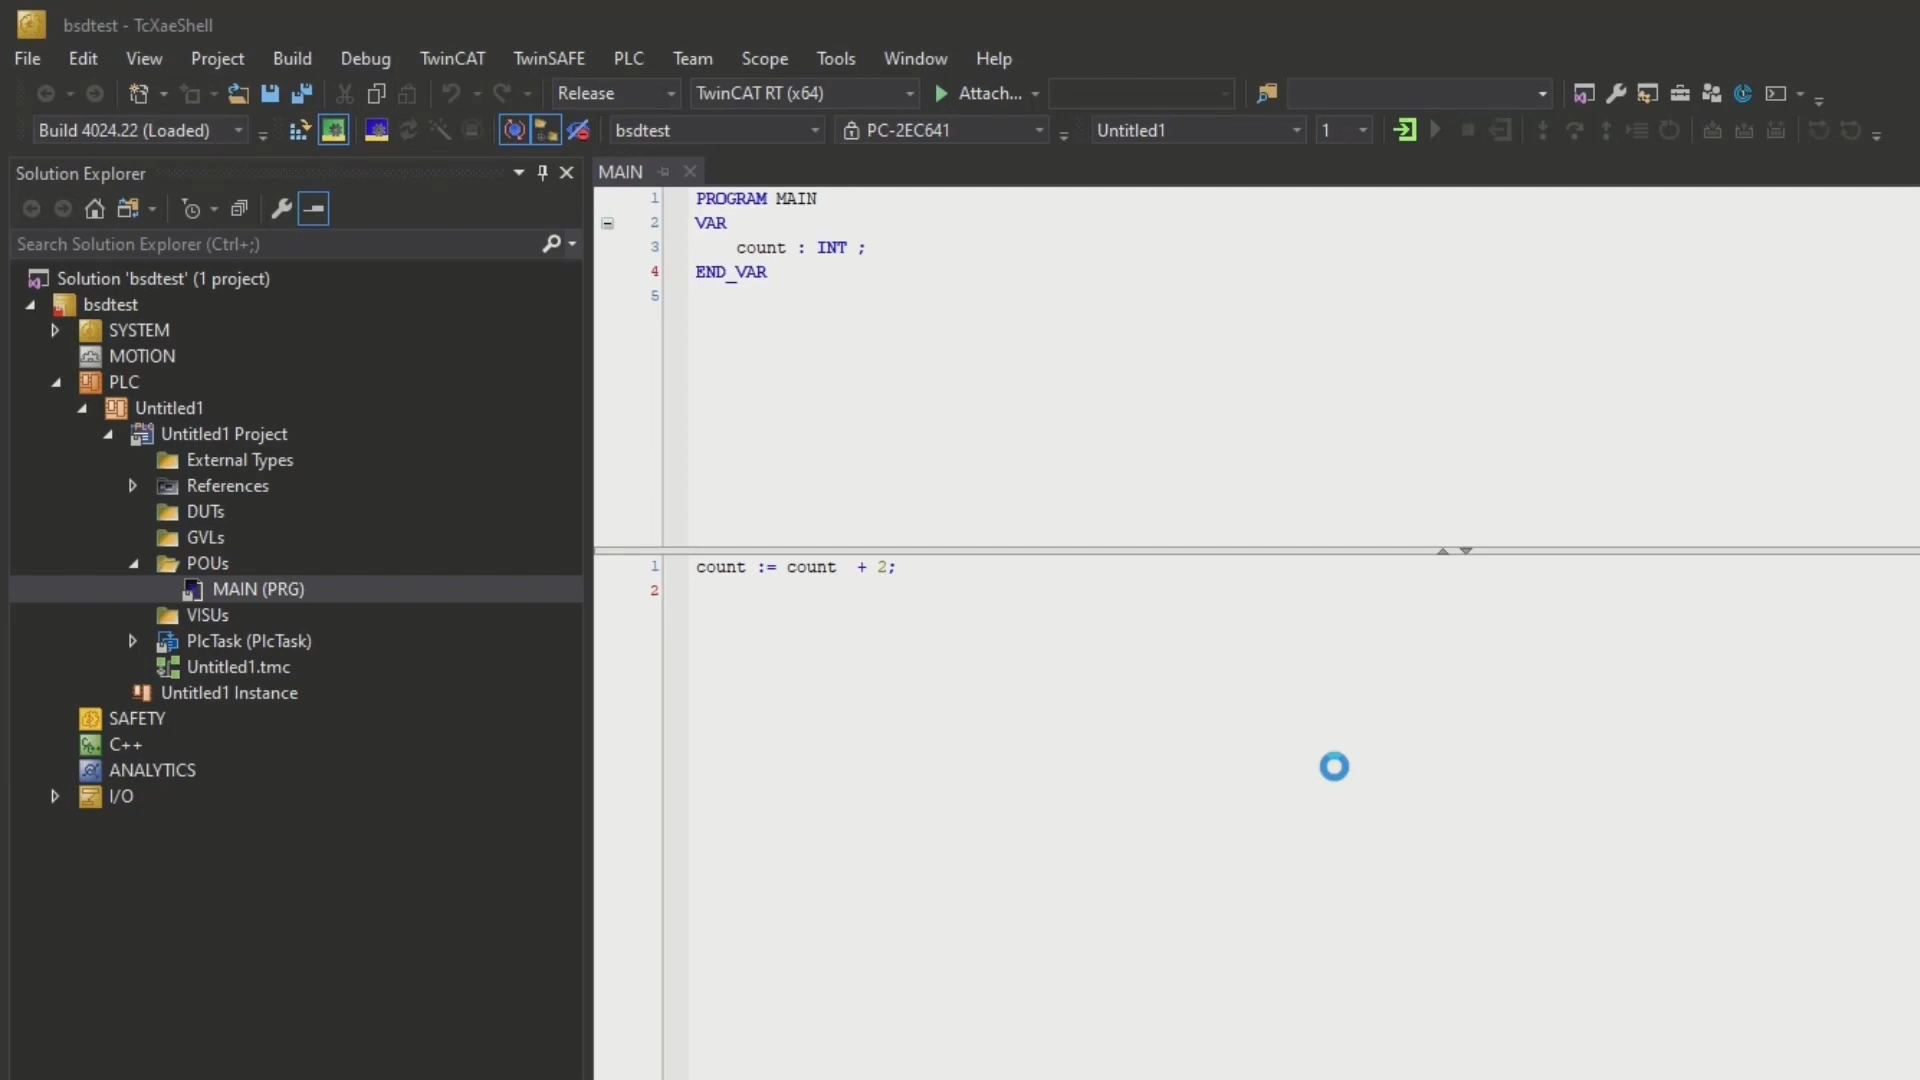 bsdtest - TcXaeShell
File Edit View Project Build Debug TwinCAT TwinSAFE PLC Team Scope Tools Window Help
Release TwinCAT RT (x64) Attach...
Build 4024.22 (Loaded) bsdtest PC-2EC641 Untitled1 1
Solution Explorer
Search Solution Explorer (Ctrl+;)
Solution 'bsdtest' (1 project)
bsdtest
SYSTEM
MOTION
PLC
Untitled1
Untitled1 Project
External Types
References
DUTs
GVLs
POUs
MAIN (PRG)
VISUs
PlcTask (PlcTask)
Untitled1.tmc
Untitled1 Instance
SAFETY
C++
ANALYTICS
I/O
MAIN
1 PROGRAM MAIN
2 VAR
3 count : INT ;
4 END_VAR
5
1 count := count + 2;
2